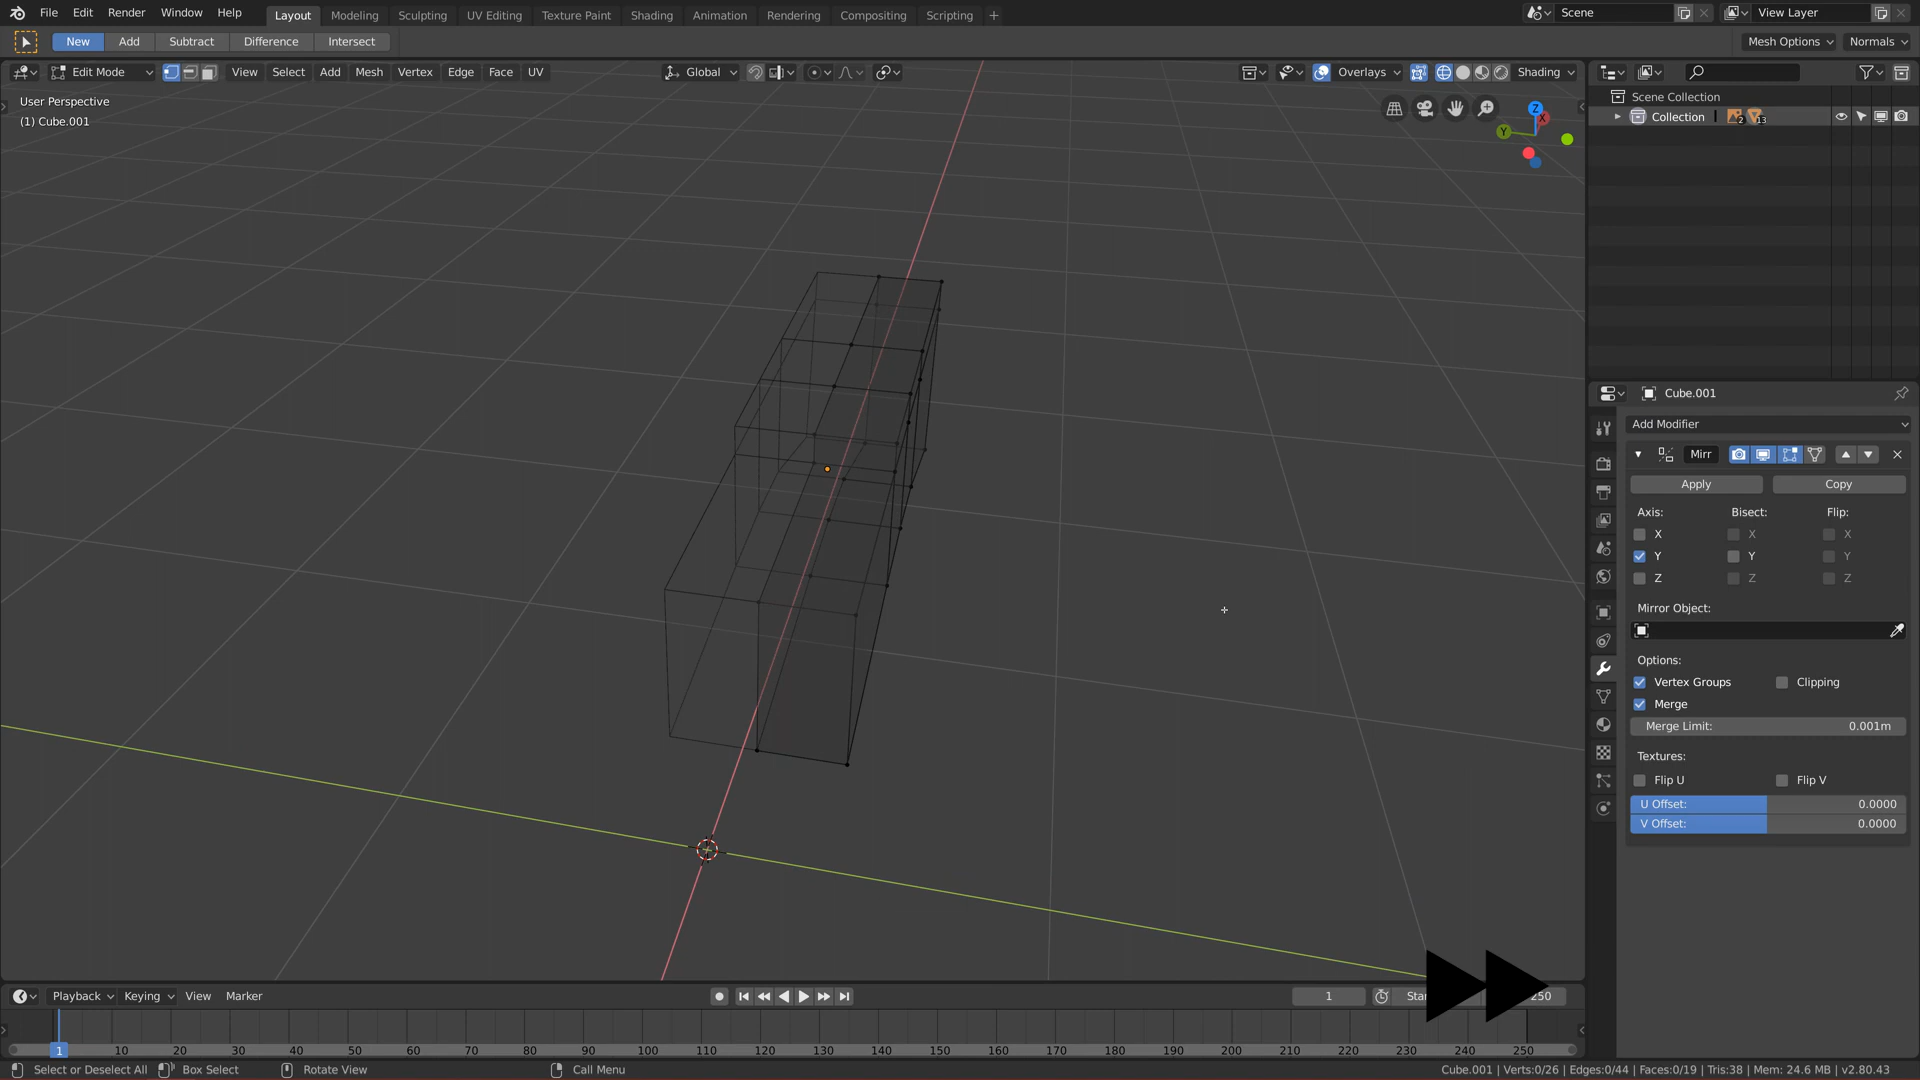 File Edit Render Window Help Layout Modeling Sculpting UV Editing Texture Paint Shading Animation Rendering Compositing Scripting + Scene View Layer
New Add Subtract Difference Intersect Mesh Options Normals
Edit Mode View Select Add Mesh Vertex Edge Face UV Global Overlays Shading
User Perspective
(1) Cube.001
Z
X
Y
Scene Collection
Collection 2 13
Cube.001
Add Modifier
Mirr
Apply Copy
Axis: Bisect: Flip:
X X X
Y Y Y
Z Z Z
Mirror Object:
Options:
Vertex Groups Clipping
Merge
Merge Limit: 0.001m
Textures:
Flip U Flip V
U Offset: 0.0000
V Offset: 0.0000
Playback Keying View Marker 1 250
1 10 20 30 40 50 60 70 80 90 100 110 120 130 140 150 160 170 180 190 200 210 220 230 240 250
Select or Deselect All Box Select Rotate View Call Menu Cube.001 | Verts:0/26 | Edges:0/44 | Faces:0/19 | Tris:38 | Mem: 24.6 MB | v2.80.43